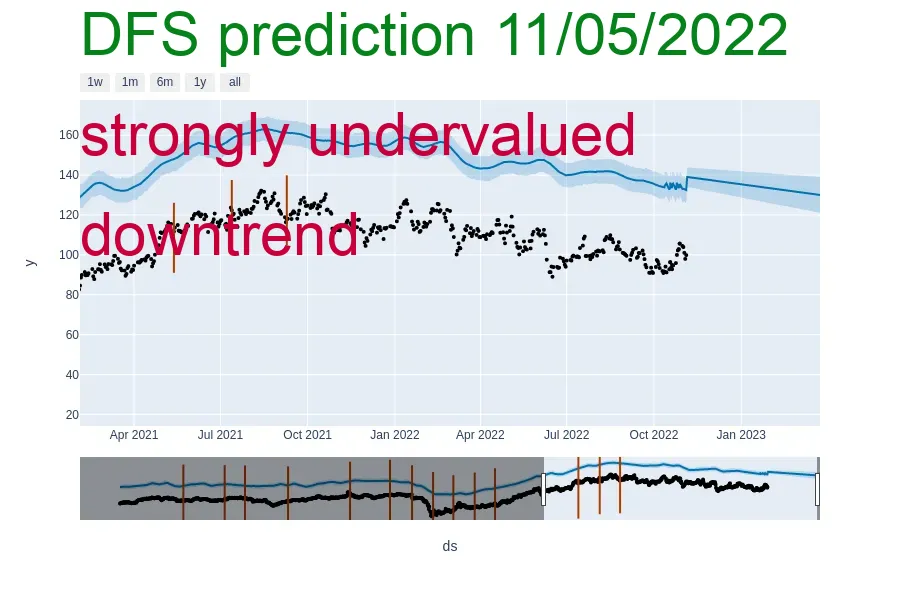 DFS prediction 11/05/2022
1w 1m 6m 1y all
strongly undervalued
downtrend
160
140
120
100
80
60
40
20
y
Apr 2021 Jul 2021 Oct 2021 Jan 2022 Apr 2022 Jul 2022 Oct 2022 Jan 2023
ds